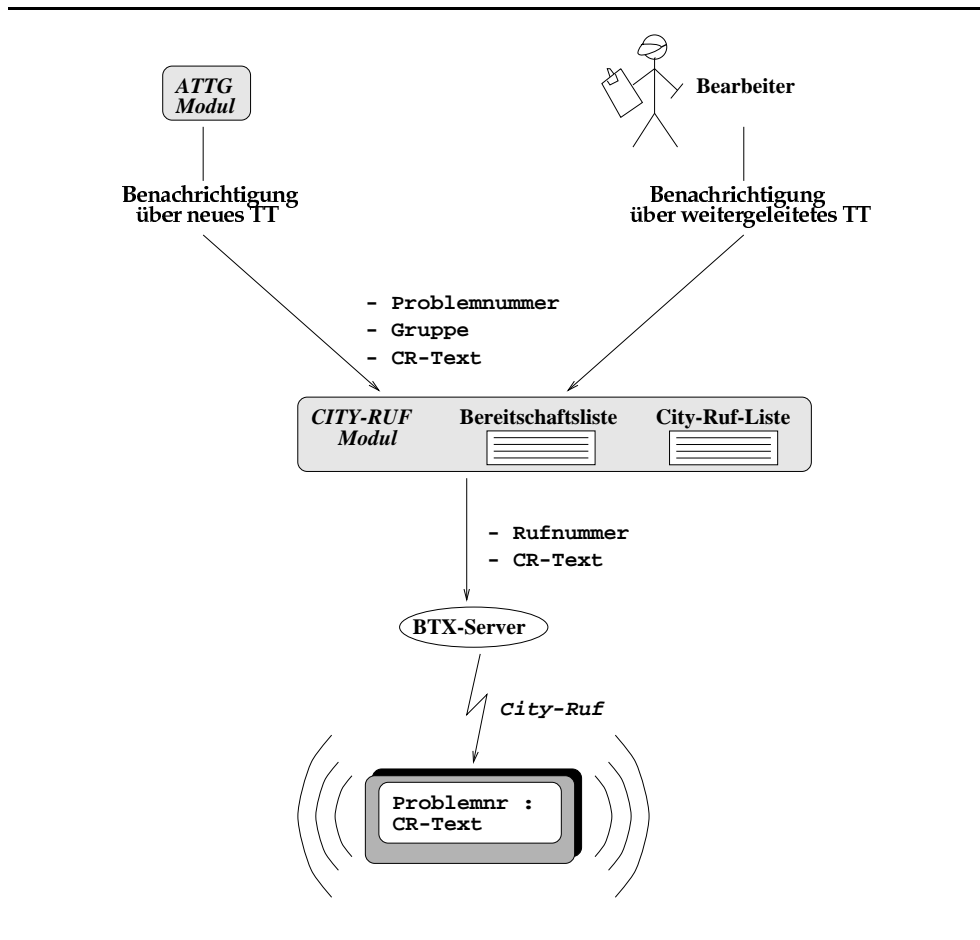 ATTG
Modul
Bearbeiter
Benachrichtigung
über neues TT
Benachrichtigung
über weitergeleitetes TT
- Problemnummer
- Gruppe
- CR-Text
CITY-RUF
Modul
Bereitschaftsliste
City-Ruf-Liste
- Rufnummer
- CR-Text
BTX-Server
City-Ruf
Problemnr :
CR-Text